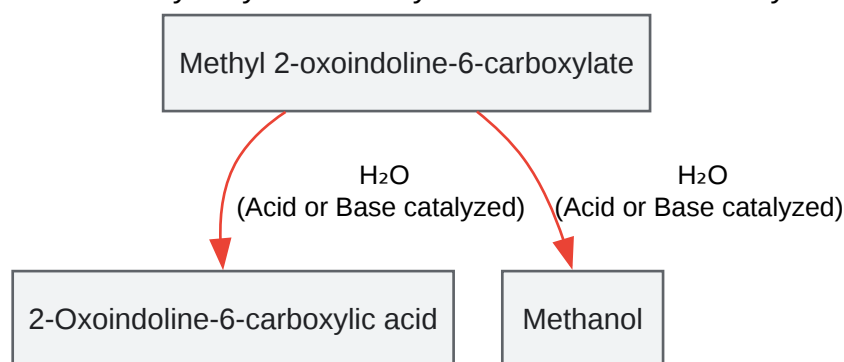 Methyl 2-oxoindoline-6-carboxylate
H₂O
(Acid or Base catalyzed)
H₂O
(Acid or Base catalyzed)
2-Oxoindoline-6-carboxylic acid
Methanol